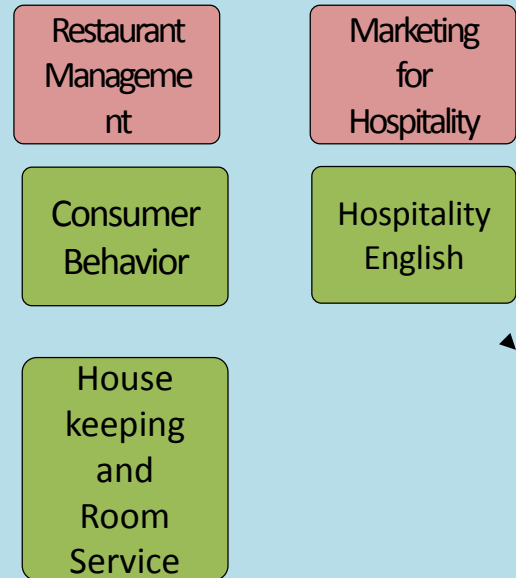 Restaurant
Manageme
nt
Marketing
for
Hospitality
Consumer
Behavior
Hospitality
English
House
keeping
and
Room
Service